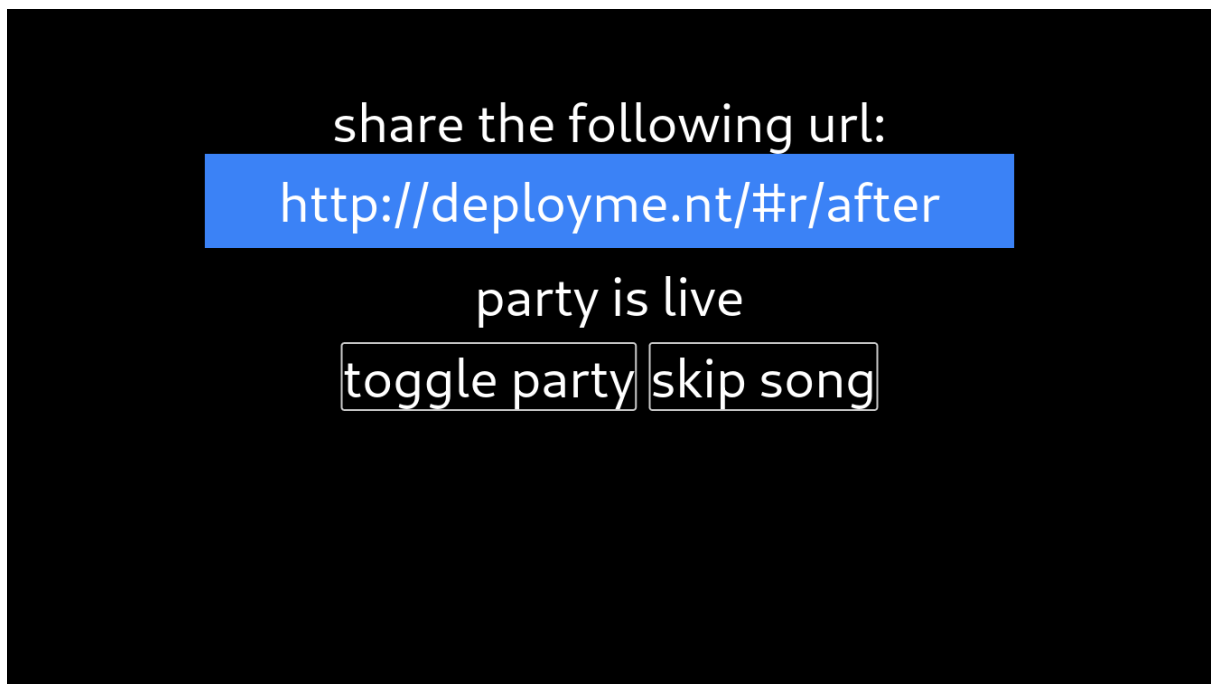 share the following url:
http://deployme.nt/#r/after
party is live
toggle party skip song